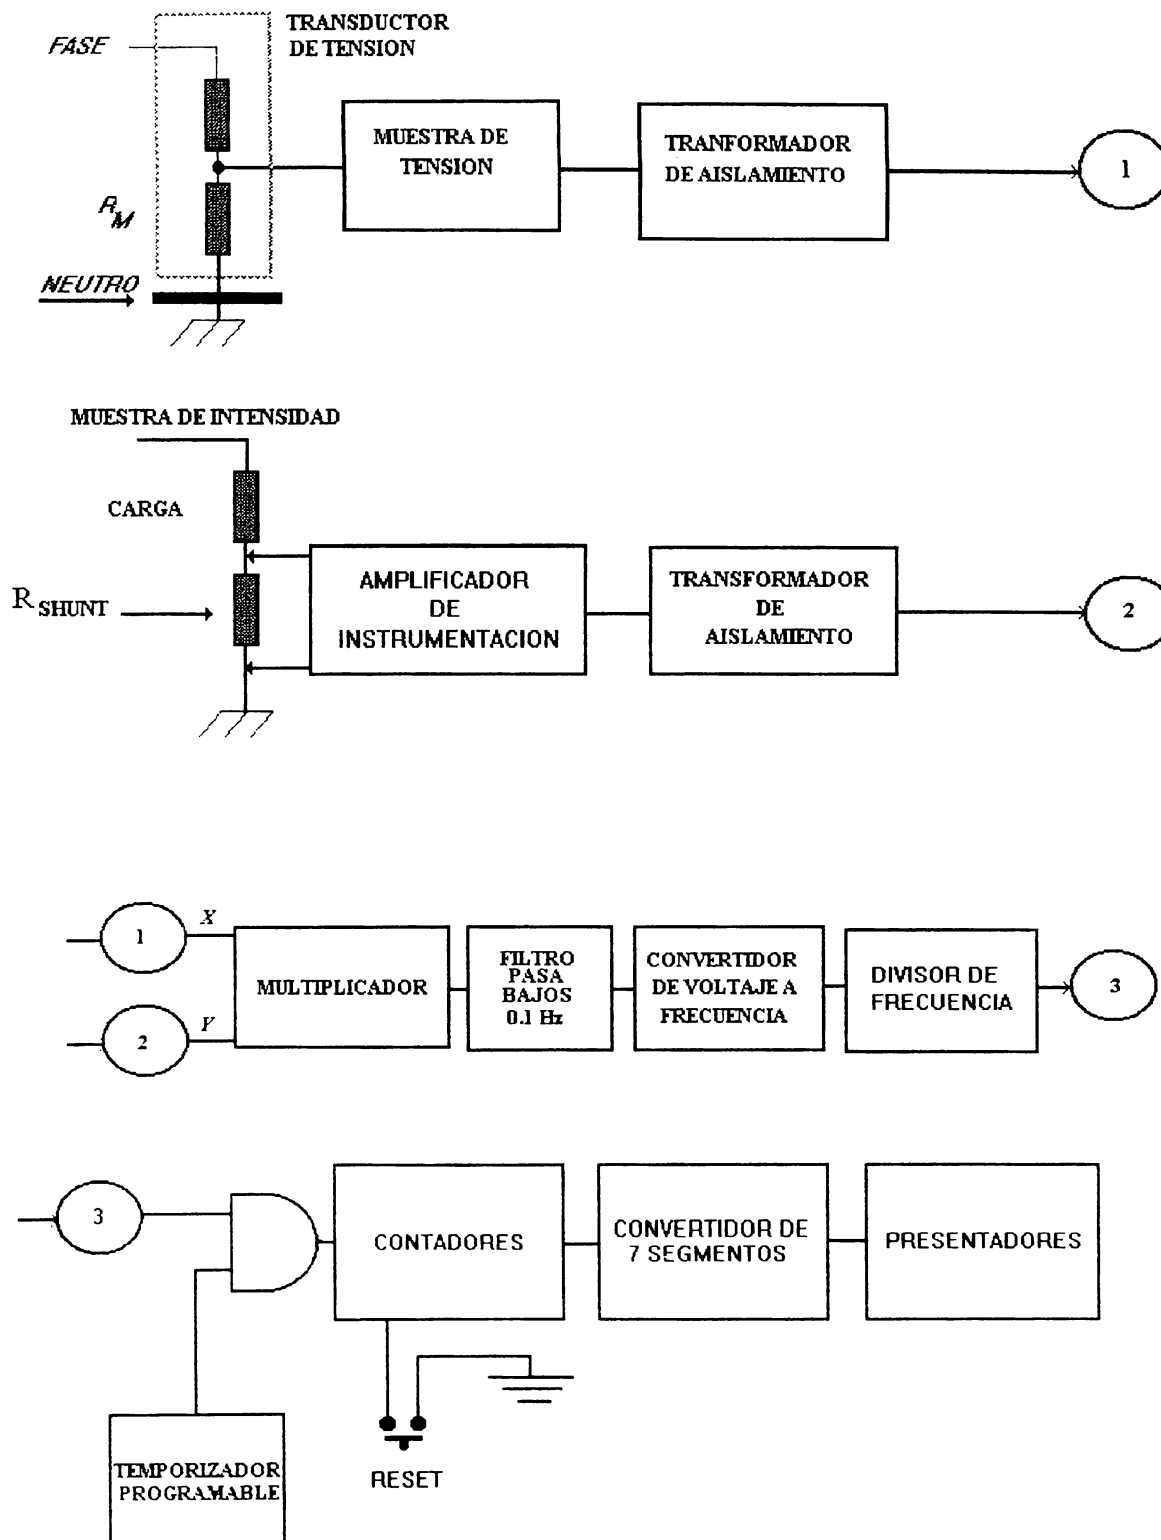 TRANSDUCTOR
DE TENSION
FASE
MUESTRA DE
TENSION
TRANFORMADOR
DE AISLAMIENTO
1
R M
NEUTRO
MUESTRA DE INTENSIDAD
CARGA
R SHUNT
AMPLIFICADOR
DE
INSTRUMENTACION
TRANSFORMADOR
DE
AISLAMIENTO
2
1
X
2
Y
MULTIPLICADOR
FILTRO
PASA
BAJOS
0.1 Hz
CONVERTIDOR
DE VOLTAJE A
FRECUENCIA
DIVISOR DE
FRECUENCIA
3
3
CONTADORES
CONVERTIDOR DE
7 SEGMENTOS
PRESENTADORES
TEMPORIZADOR
PROGRAMABLE
RESET